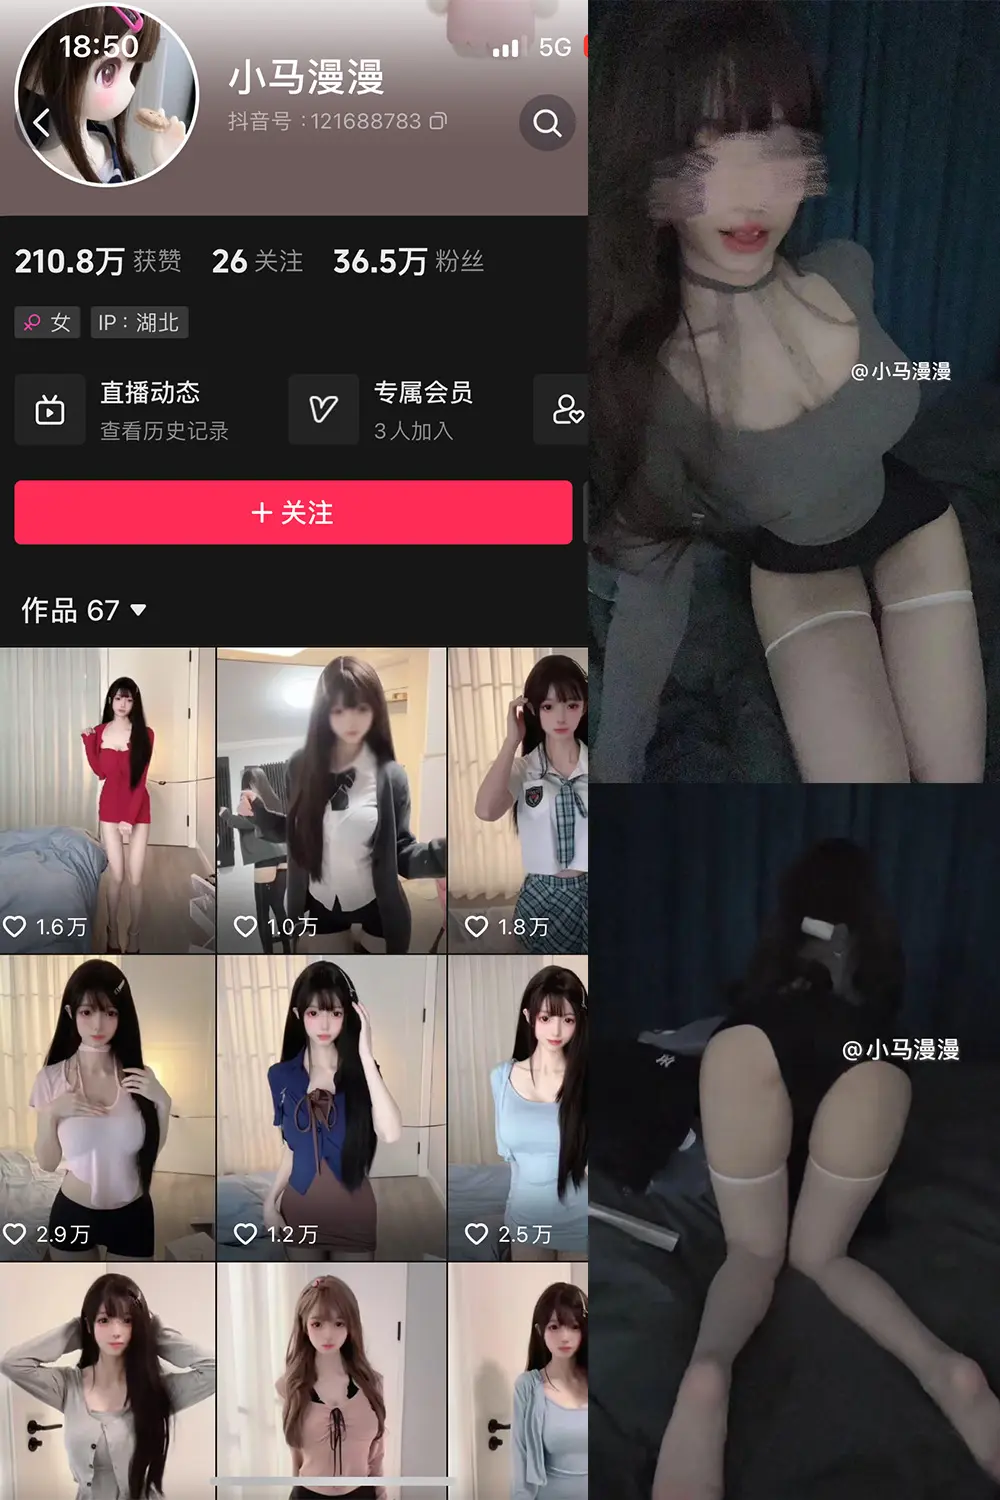 18:50
5G
小马漫漫
抖音号：121688783
210.8万 获赞 26 关注 36.5万 粉丝
女 IP：湖北
直播动态 专属会员
查看历史记录 3人加入
＋关注
作品 67
1.6万 1.0万 1.8万
2.9万 1.2万 2.5万
@小马漫漫
@小马漫漫